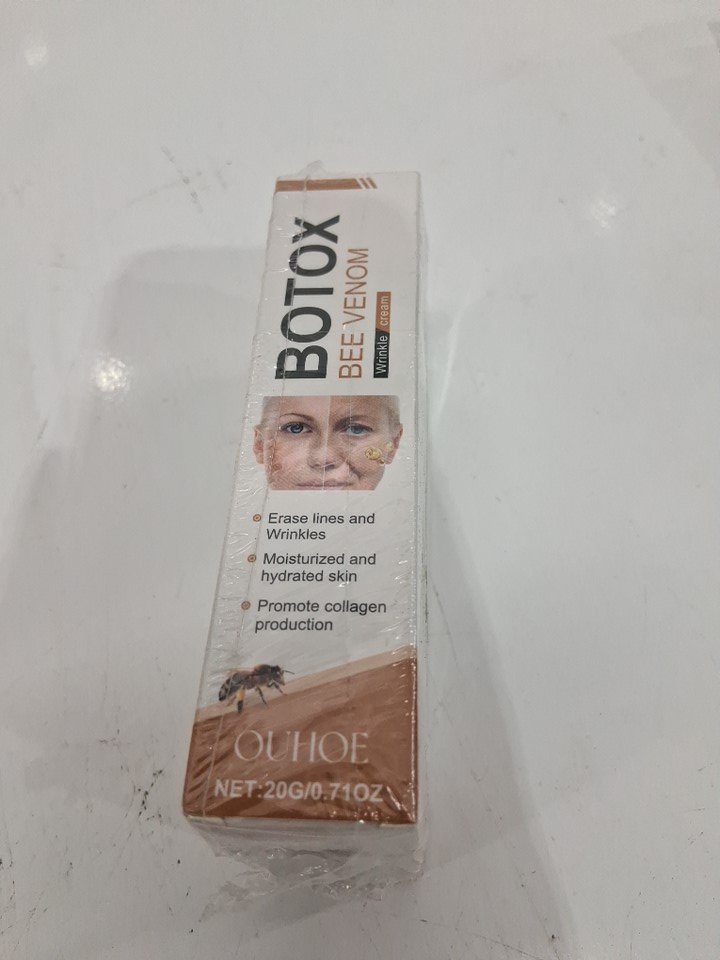 BOTOX
BEE VENOM
Wrinkle cream
Erase lines and
Wrinkles
Moisturized and
hydrated skin
Promote collagen
production
OUHOE
NET:20G/0.71OZ